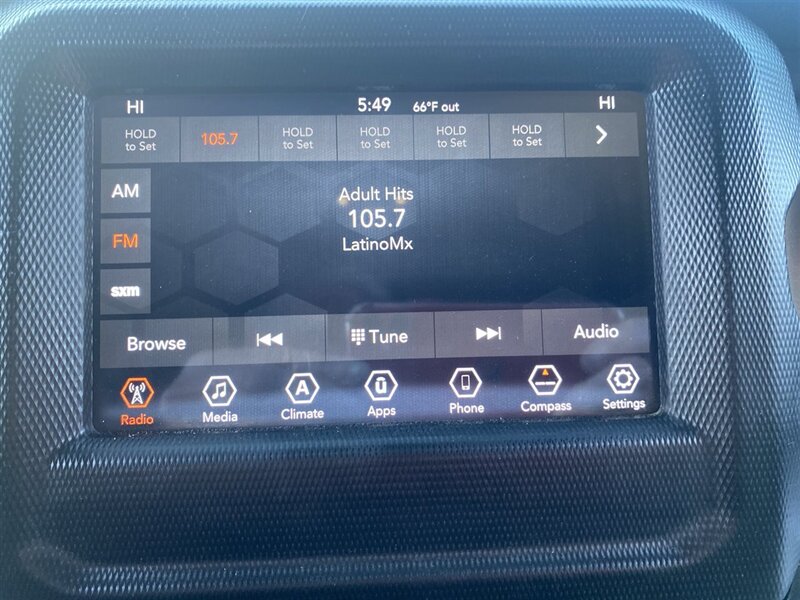 HI 5:49 66°F out HI
HOLD to Set
105.7
HOLD to Set
HOLD to Set
HOLD to Set
HOLD to Set
AM
FM
sxm
Adult Hits
105.7
LatinoMx
Browse Tune Audio
Radio Media Climate Apps Phone Compass Settings